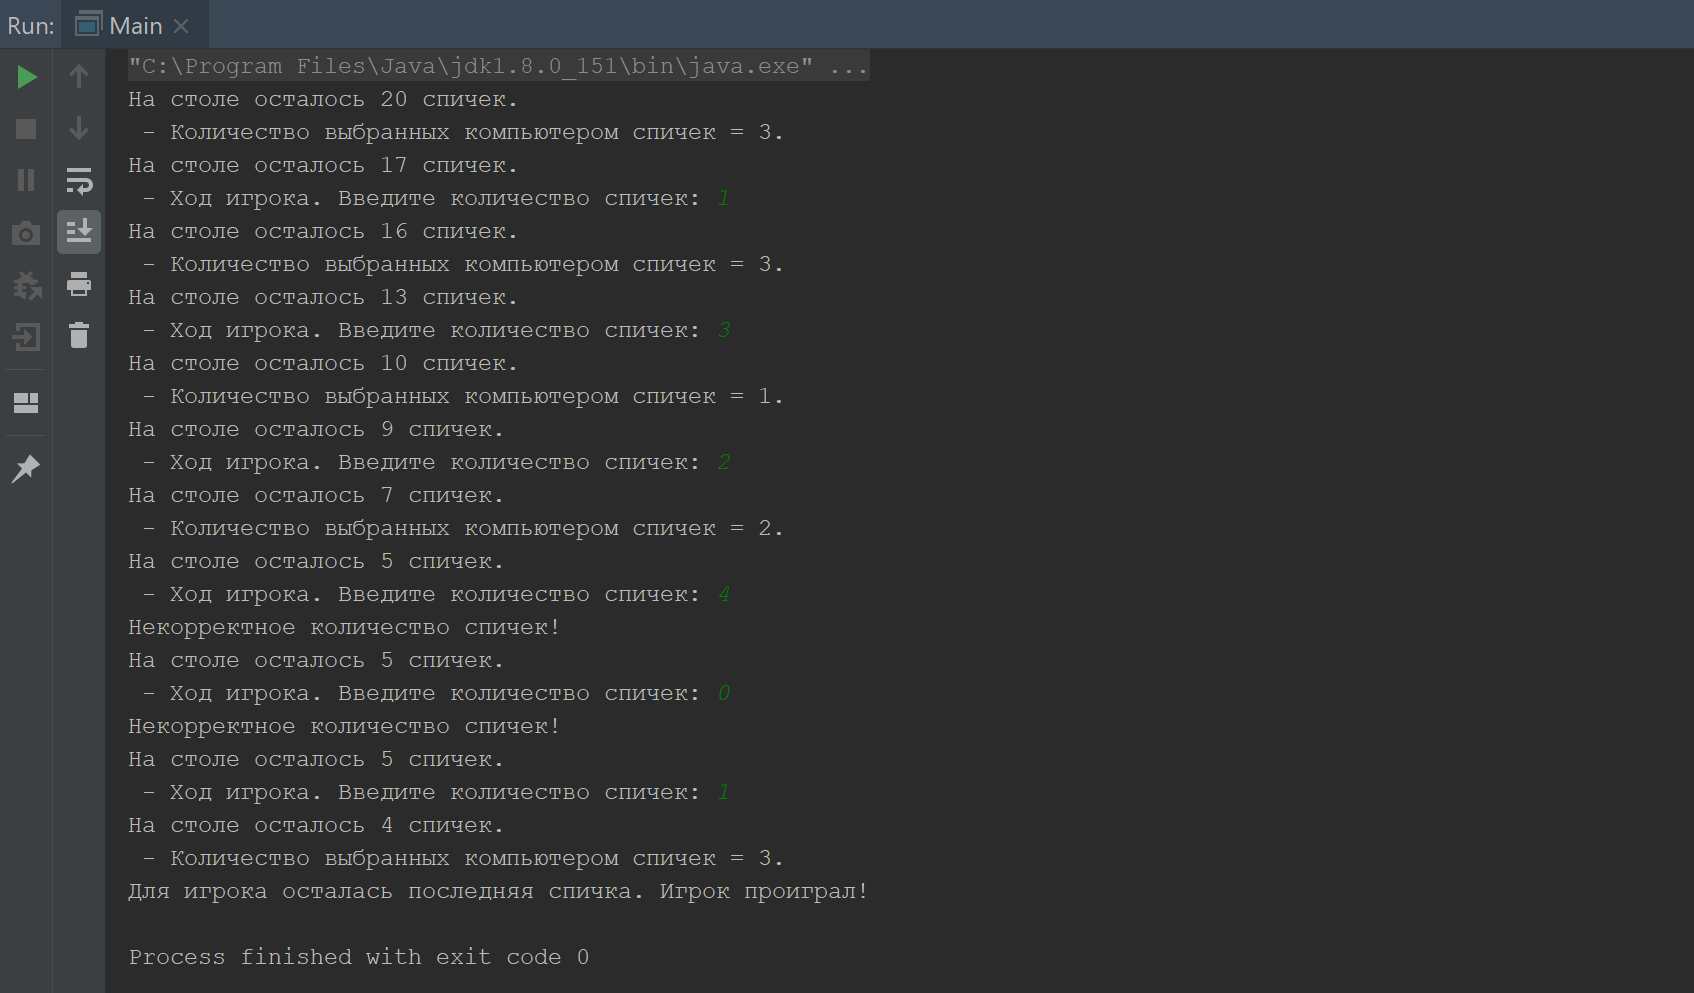 Run: Main
"C:\Program Files\Java\jdk1.8.0_151\bin\java.exe" ...
На столе осталось 20 спичек.
 - Количество выбранных компьютером спичек = 3.
На столе осталось 17 спичек.
 - Ход игрока. Введите количество спичек: 1
На столе осталось 16 спичек.
 - Количество выбранных компьютером спичек = 3.
На столе осталось 13 спичек.
 - Ход игрока. Введите количество спичек: 3
На столе осталось 10 спичек.
 - Количество выбранных компьютером спичек = 1.
На столе осталось 9 спичек.
 - Ход игрока. Введите количество спичек: 2
На столе осталось 7 спичек.
 - Количество выбранных компьютером спичек = 2.
На столе осталось 5 спичек.
 - Ход игрока. Введите количество спичек: 4
Некорректное количество спичек!
На столе осталось 5 спичек.
 - Ход игрока. Введите количество спичек: 0
Некорректное количество спичек!
На столе осталось 5 спичек.
 - Ход игрока. Введите количество спичек: 1
На столе осталось 4 спичек.
 - Количество выбранных компьютером спичек = 3.
Для игрока осталась последняя спичка. Игрок проиграл!
Process finished with exit code 0